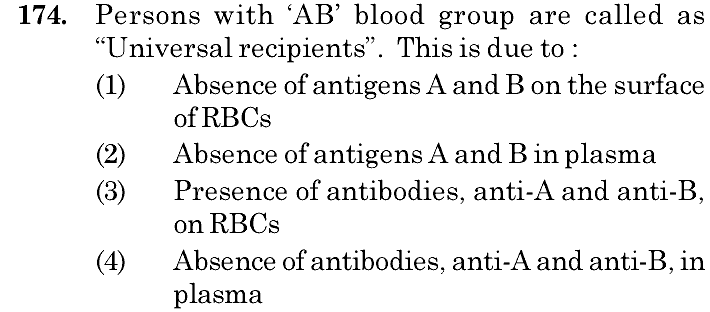 174. Persons with ‘AB’ blood group are called as
“Universal recipients”. This is due to :
(1) Absence of antigens A and B on the surface
of RBCs
(2) Absence of antigens A and B in plasma
(3) Presence of antibodies, anti-A and anti-B,
on RBCs
(4) Absence of antibodies, anti-A and anti-B, in
plasma